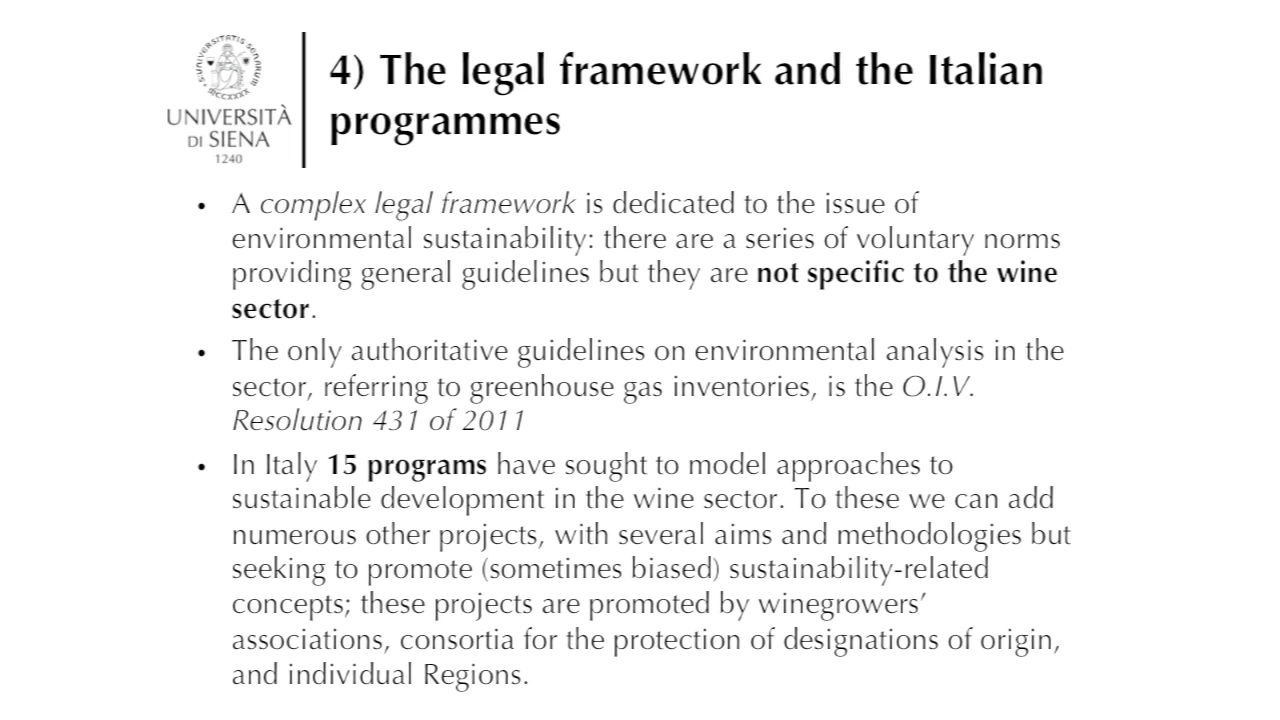 UNIVERSITÀ
DI SIENA
1240
4) The legal framework and the Italian
programmes
• A complex legal framework is dedicated to the issue of
environmental sustainability: there are a series of voluntary norms
providing general guidelines but they are not specific to the wine
sector.
• The only authoritative guidelines on environmental analysis in the
sector, referring to greenhouse gas inventories, is the O.I.V.
Resolution 431 of 2011
• In Italy 15 programs have sought to model approaches to
sustainable development in the wine sector. To these we can add
numerous other projects, with several aims and methodologies but
seeking to promote (sometimes biased) sustainability-related
concepts; these projects are promoted by winegrowers’
associations, consortia for the protection of designations of origin,
and individual Regions.